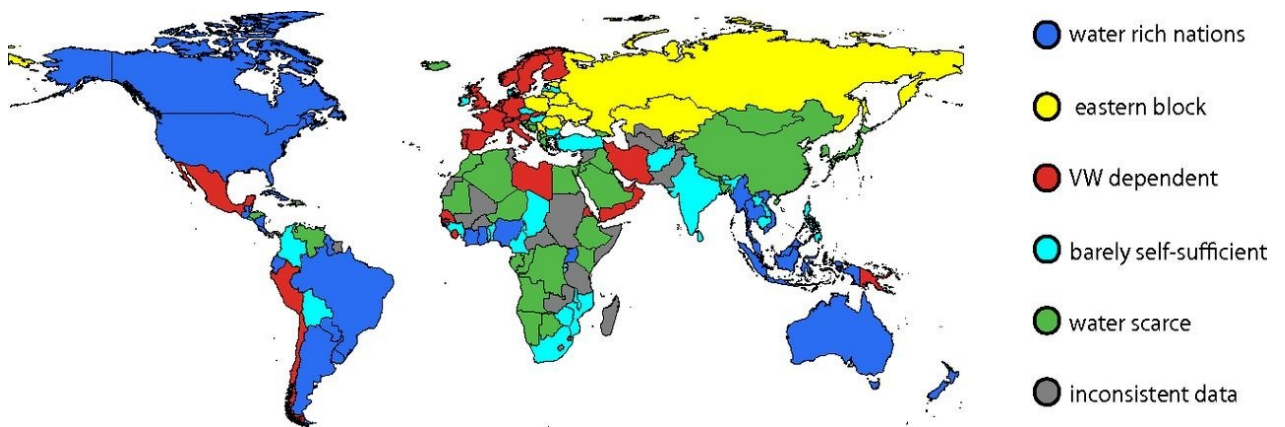 water rich nations
eastern block
VW dependent
barely self-sufficient
water scarce
inconsistent data